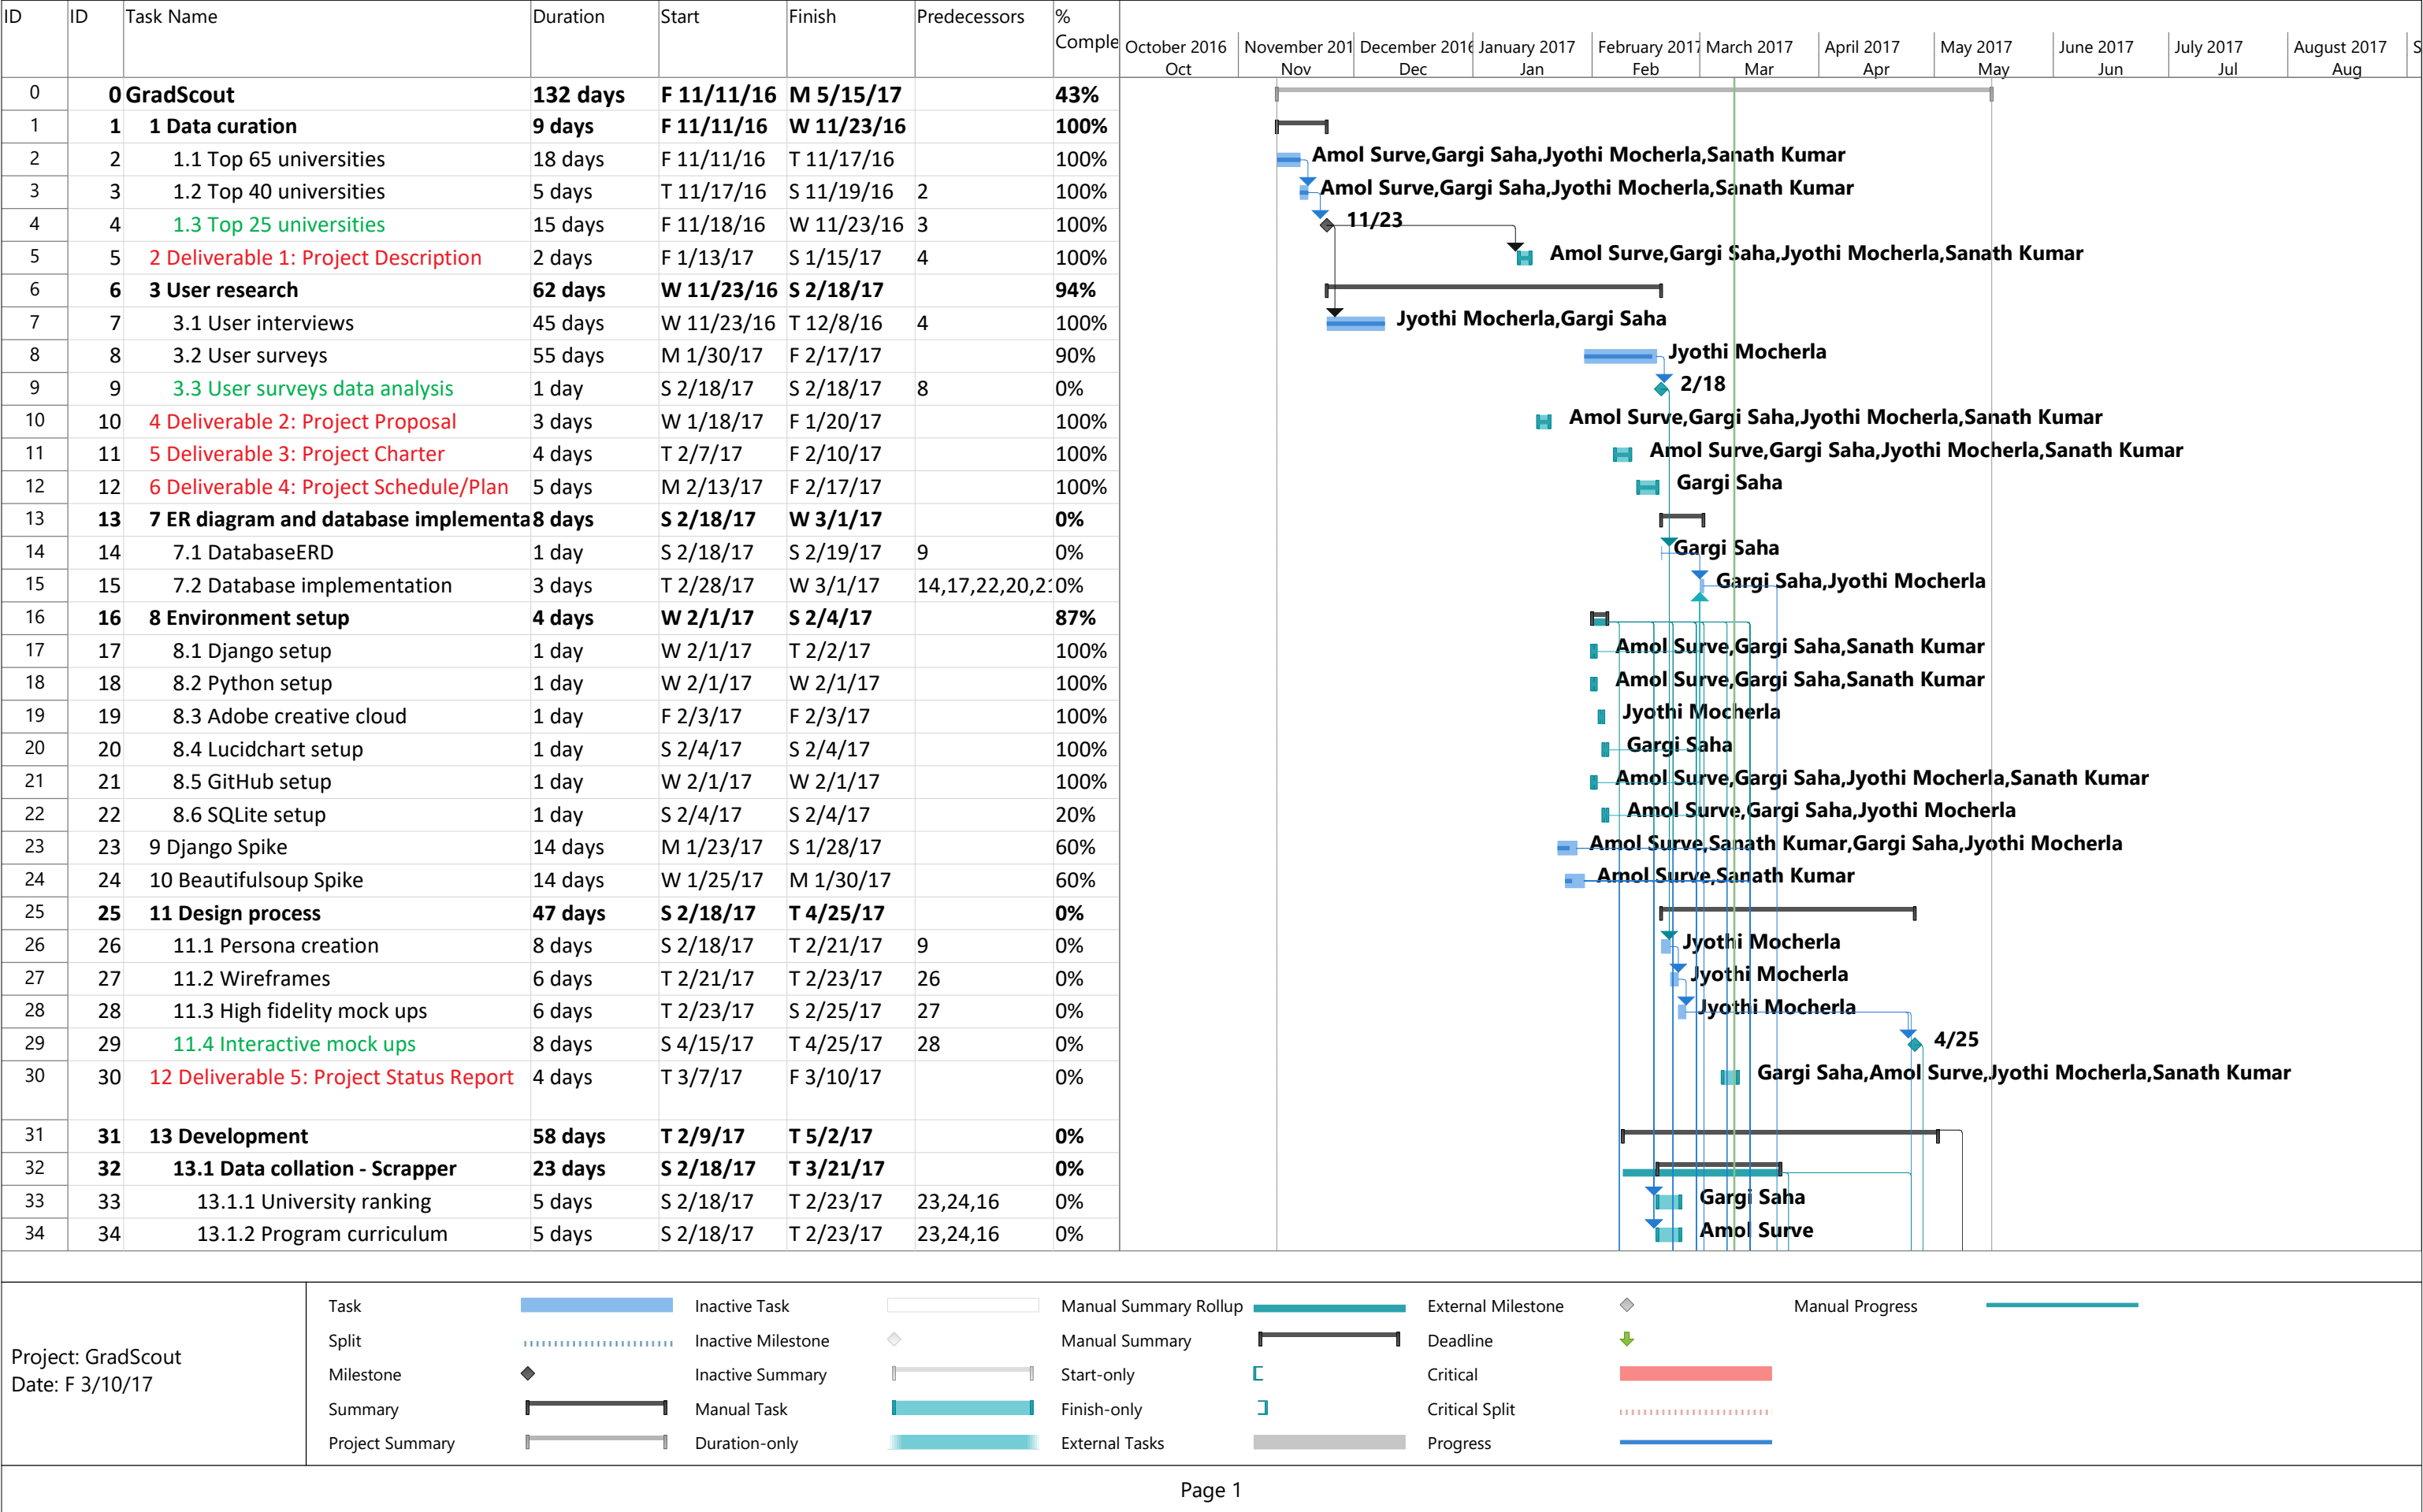 ID ID Task Name Duration Start Finish Predecessors %
Comple
October 2016 November 201 December 2016 January 2017 February 2017 March 2017 April 2017 May 2017 June 2017 July 2017 August 2017 S
Oct Nov Dec Jan Feb Mar Apr May Jun Jul Aug
0 0 GradScout 132 days F 11/11/16 M 5/15/17 43%
1 1 1 Data curation 9 days F 11/11/16 W 11/23/16 100%
2 2 1.1 Top 65 universities 18 days F 11/11/16 T 11/17/16 100% Amol Surve,Gargi Saha,Jyothi Mocherla,Sanath Kumar
3 3 1.2 Top 40 universities 5 days T 11/17/16 S 11/19/16 2 100% Amol Surve,Gargi Saha,Jyothi Mocherla,Sanath Kumar
4 4 1.3 Top 25 universities 15 days F 11/18/16 W 11/23/16 3 100% 11/23
5 5 2 Deliverable 1: Project Description 2 days F 1/13/17 S 1/15/17 4 100% Amol Surve,Gargi Saha,Jyothi Mocherla,Sanath Kumar
6 6 3 User research 62 days W 11/23/16 S 2/18/17 94%
7 7 3.1 User interviews 45 days W 11/23/16 T 12/8/16 4 100% Jyothi Mocherla,Gargi Saha
8 8 3.2 User surveys 55 days M 1/30/17 F 2/17/17 90% Jyothi Mocherla
9 9 3.3 User surveys data analysis 1 day S 2/18/17 S 2/18/17 8 0% 2/18
10 10 4 Deliverable 2: Project Proposal 3 days W 1/18/17 F 1/20/17 100% Amol Surve,Gargi Saha,Jyothi Mocherla,Sanath Kumar
11 11 5 Deliverable 3: Project Charter 4 days T 2/7/17 F 2/10/17 100% Amol Surve,Gargi Saha,Jyothi Mocherla,Sanath Kumar
12 12 6 Deliverable 4: Project Schedule/Plan 5 days M 2/13/17 F 2/17/17 100% Gargi Saha
13 13 7 ER diagram and database implementa 8 days S 2/18/17 W 3/1/17 0%
14 14 7.1 DatabaseERD 1 day S 2/18/17 S 2/19/17 9 0% Gargi Saha
15 15 7.2 Database implementation 3 days T 2/28/17 W 3/1/17 14,17,22,20,21 0% Gargi Saha,Jyothi Mocherla
16 16 8 Environment setup 4 days W 2/1/17 S 2/4/17 87%
17 17 8.1 Django setup 1 day W 2/1/17 T 2/2/17 100% Amol Surve,Gargi Saha,Sanath Kumar
18 18 8.2 Python setup 1 day W 2/1/17 W 2/1/17 100% Amol Surve,Gargi Saha,Sanath Kumar
19 19 8.3 Adobe creative cloud 1 day F 2/3/17 F 2/3/17 100% Jyothi Mocherla
20 20 8.4 Lucidchart setup 1 day S 2/4/17 S 2/4/17 100% Gargi Saha
21 21 8.5 GitHub setup 1 day W 2/1/17 W 2/1/17 100% Amol Surve,Gargi Saha,Jyothi Mocherla,Sanath Kumar
22 22 8.6 SQLite setup 1 day S 2/4/17 S 2/4/17 20% Amol Surve,Gargi Saha,Jyothi Mocherla
23 23 9 Django Spike 14 days M 1/23/17 S 1/28/17 60% Amol Surve,Sanath Kumar,Gargi Saha,Jyothi Mocherla
24 24 10 Beautifulsoup Spike 14 days W 1/25/17 M 1/30/17 60% Amol Surve,Sanath Kumar
25 25 11 Design process 47 days S 2/18/17 T 4/25/17 0%
26 26 11.1 Persona creation 8 days S 2/18/17 T 2/21/17 9 0% Jyothi Mocherla
27 27 11.2 Wireframes 6 days T 2/21/17 T 2/23/17 26 0% Jyothi Mocherla
28 28 11.3 High fidelity mock ups 6 days T 2/23/17 S 2/25/17 27 0% Jyothi Mocherla
29 29 11.4 Interactive mock ups 8 days S 4/15/17 T 4/25/17 28 0% 4/25
30 30 12 Deliverable 5: Project Status Report 4 days T 3/7/17 F 3/10/17 0% Gargi Saha,Amol Surve,Jyothi Mocherla,Sanath Kumar
31 31 13 Development 58 days T 2/9/17 T 5/2/17 0%
32 32 13.1 Data collation - Scrapper 23 days S 2/18/17 T 3/21/17 0%
33 33 13.1.1 University ranking 5 days S 2/18/17 T 2/23/17 23,24,16 0% Gargi Saha
34 34 13.1.2 Program curriculum 5 days S 2/18/17 T 2/23/17 23,24,16 0% Amol Surve
Project: GradScout
Date: F 3/10/17
Task Inactive Task Manual Summary Rollup External Milestone Manual Progress
Split Inactive Milestone Manual Summary Deadline
Milestone Inactive Summary Start-only Critical
Summary Manual Task Finish-only Critical Split
Project Summary Duration-only External Tasks Progress
Page 1